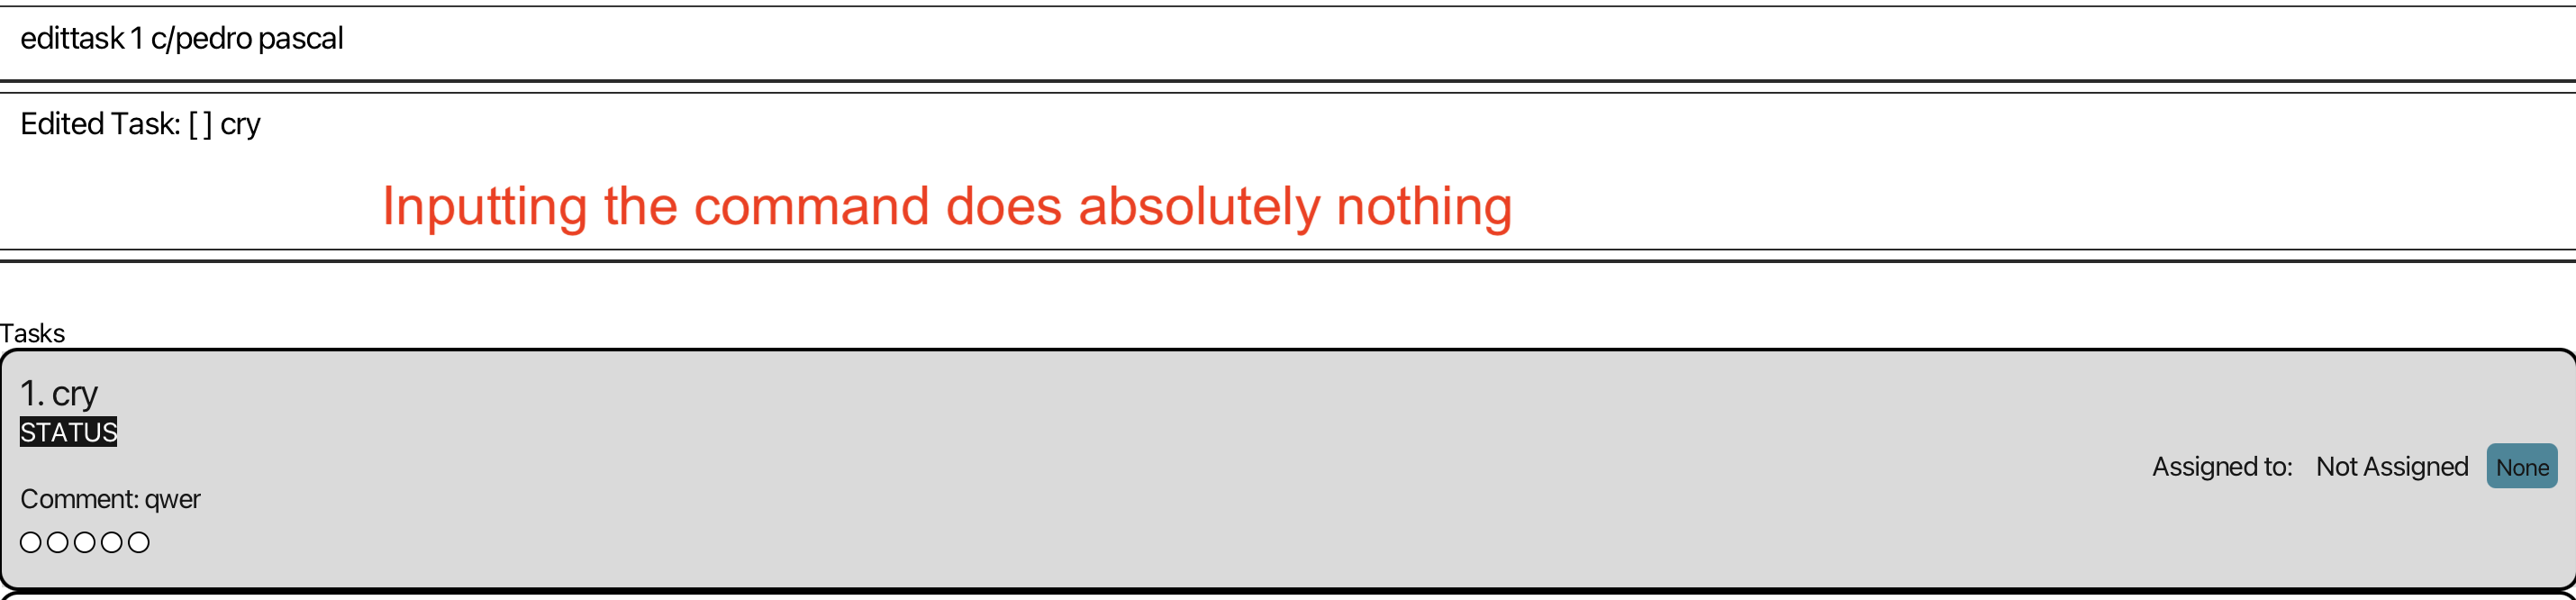 edittask 1 c/pedro pascal
Edited Task: [ ] cry
Inputting the command does absolutely nothing
Tasks
1. cry
STATUS
Assigned to: Not Assigned None
Comment: qwer